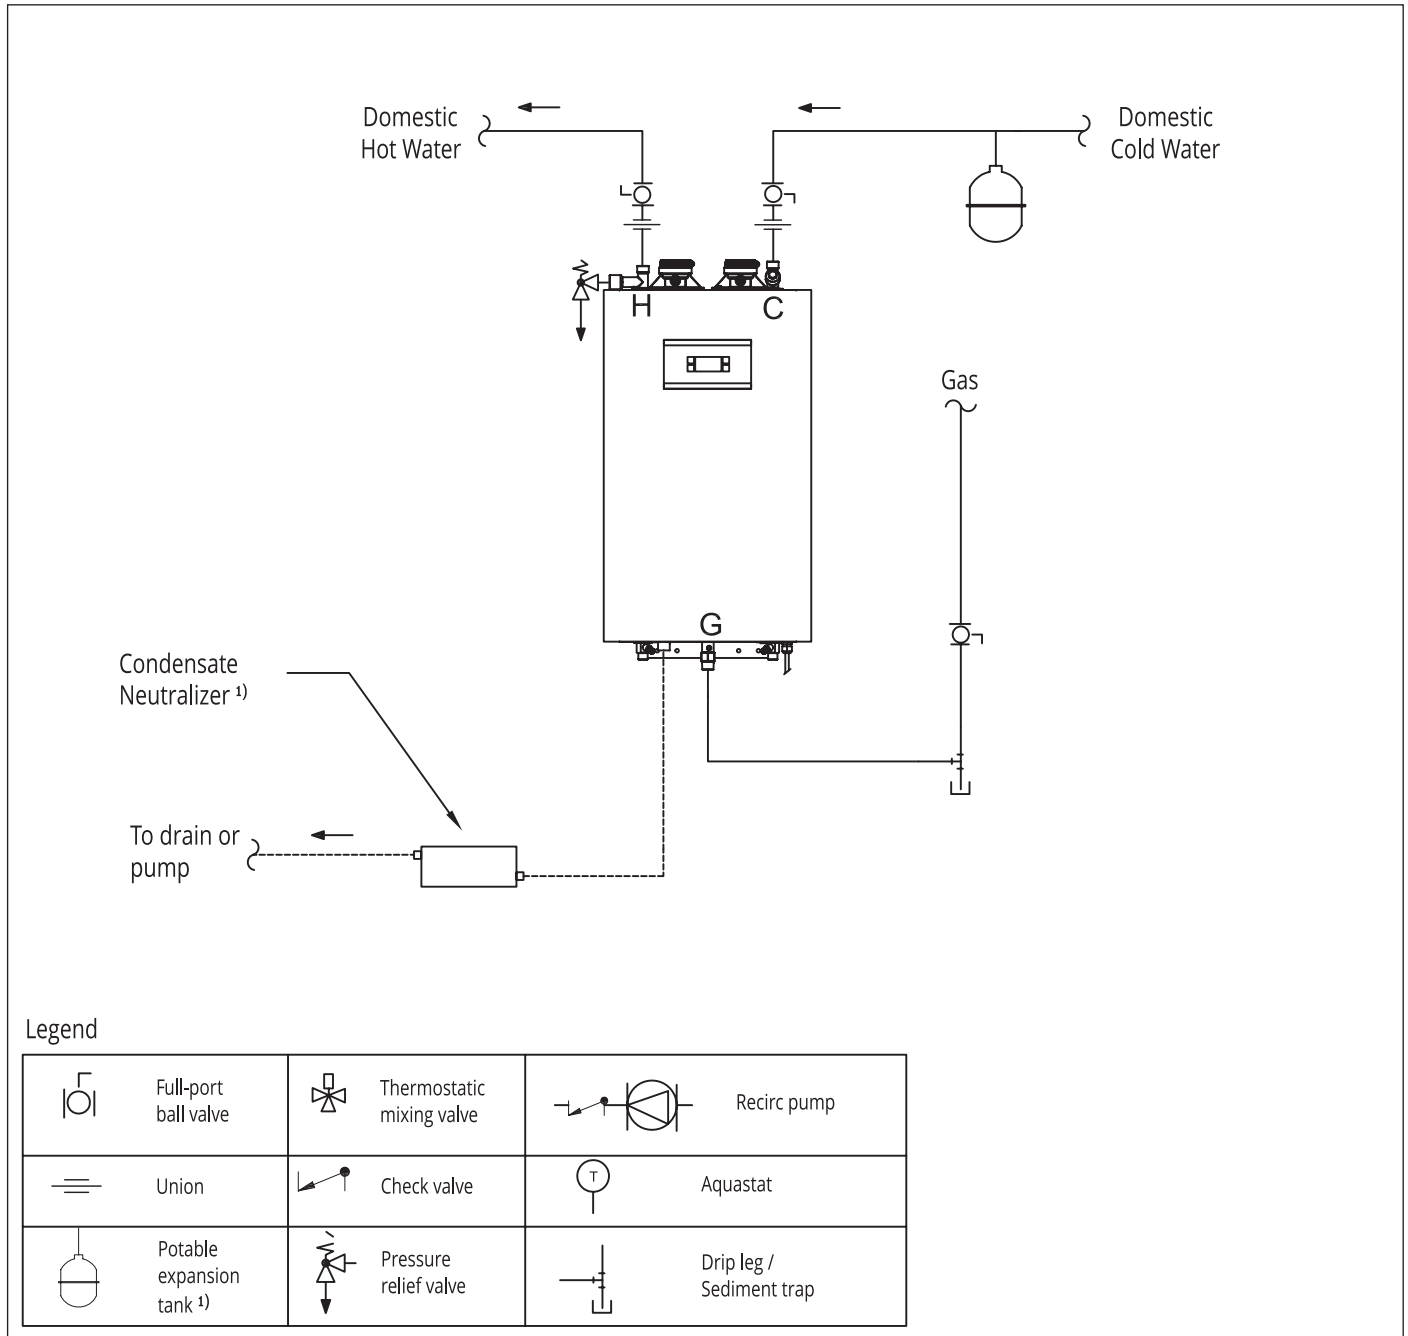 Domestic
Hot Water
Domestic
Cold Water
H
C
Gas
G
Condensate
Neutralizer 1)
To drain or
pump
Legend
Full-port
ball valve
Thermostatic
mixing valve
Recirc pump
Union
Check valve
T
Aquastat
Potable
expansion
tank 1)
Pressure
relief valve
Drip leg /
Sediment trap